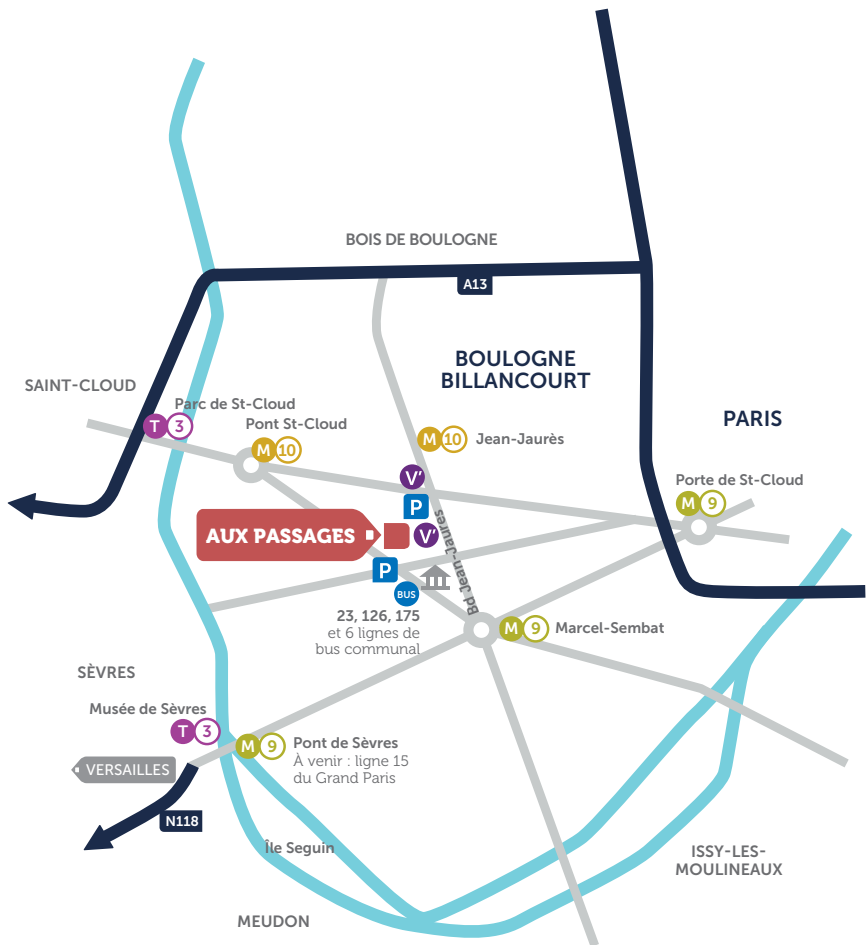 BOIS DE BOULOGNE
A13
BOULOGNE
BILLANCOURT
SAINT-CLOUD
PARIS
Parc de St-Cloud
T 3
Pont St-Cloud
M 10
M 10 Jean-Jaurès
Porte de St-Cloud
M 9
V'
P
AUX PASSAGES
V'
Bd Jean-Jaures
P
BUS
23, 126, 175
et 6 lignes de
bus communal
M 9 Marcel-Sembat
SÈVRES
Musée de Sèvres
T 3
M 9 Pont de Sèvres
À venir : ligne 15
du Grand Paris
VERSAILLES
N118
Île Seguin
ISSY-LES-
MOULINEAUX
MEUDON